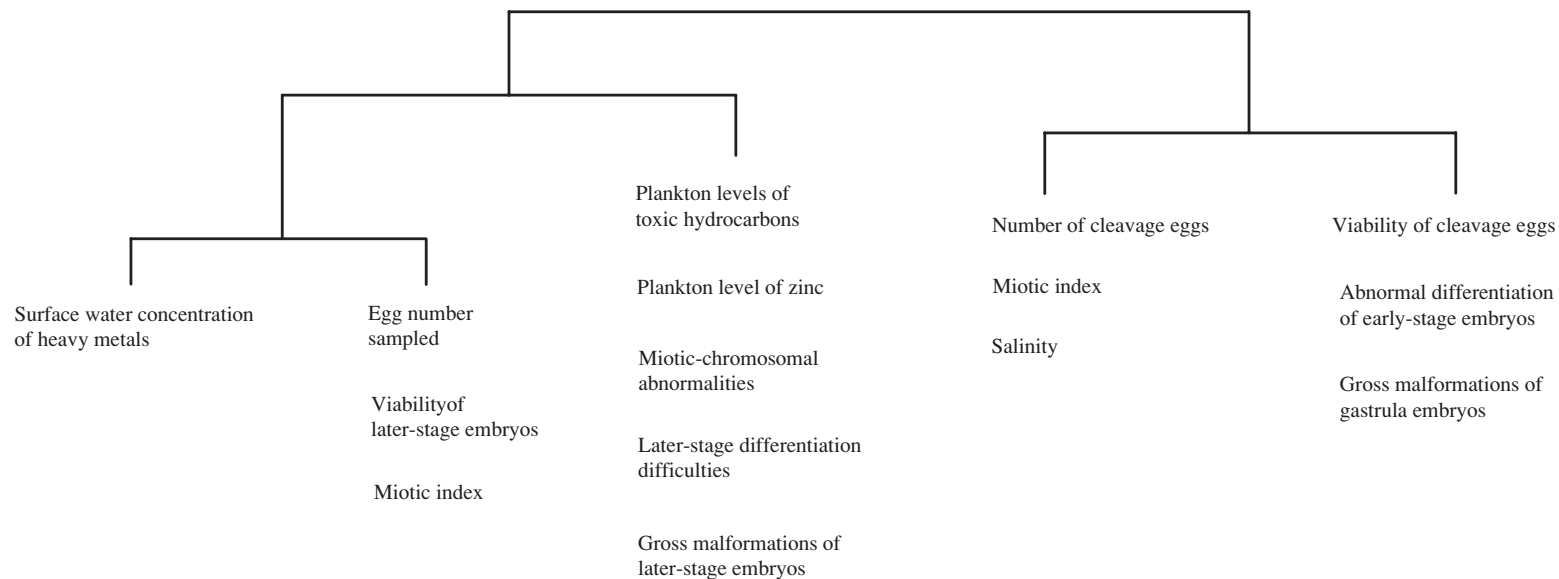 Surface water concentration
of heavy metals
Egg number
sampled
Viabilityof
later-stage embryos
Miotic index
Plankton levels of
toxic hydrocarbons
Plankton level of zinc
Miotic-chromosomal
abnormalities
Later-stage differentiation
difficulties
Gross malformations of
later-stage embryos
Number of cleavage eggs
Miotic index
Salinity
Viability of cleavage eggs
Abnormal differentiation
of early-stage embryos
Gross malformations of
gastrula embryos